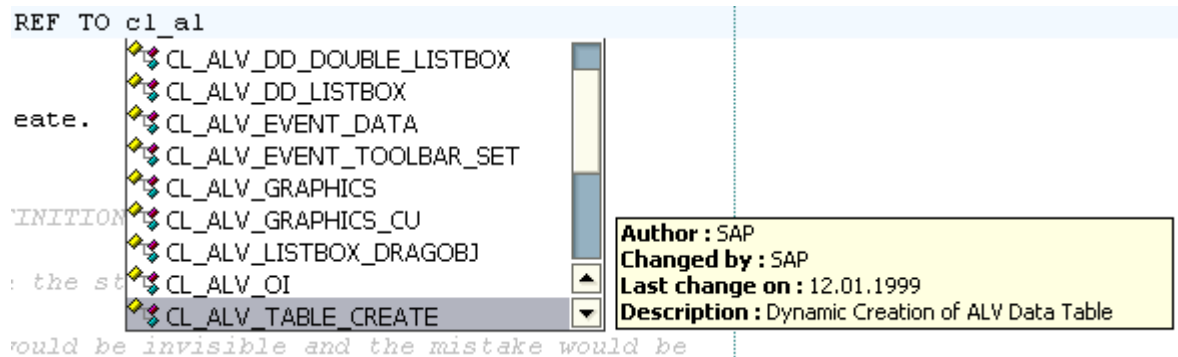 REF TO cl_al
CL_ALV_DD_DOUBLE_LISTBOX
CL_ALV_DD_LISTBOX
eate.
CL_ALV_EVENT_DATA
CL_ALV_EVENT_TOOLBAR_SET
CL_ALV_GRAPHICS
CL_ALV_GRAPHICS_CU
CL_ALV_LISTBOX_DRAGOBJ
CL_ALV_OI
CL_ALV_TABLE_CREATE
Author : SAP
Changed by : SAP
Last change on : 12.01.1999
Description : Dynamic Creation of ALV Data Table
: the st
would be invisible and the mistake would be